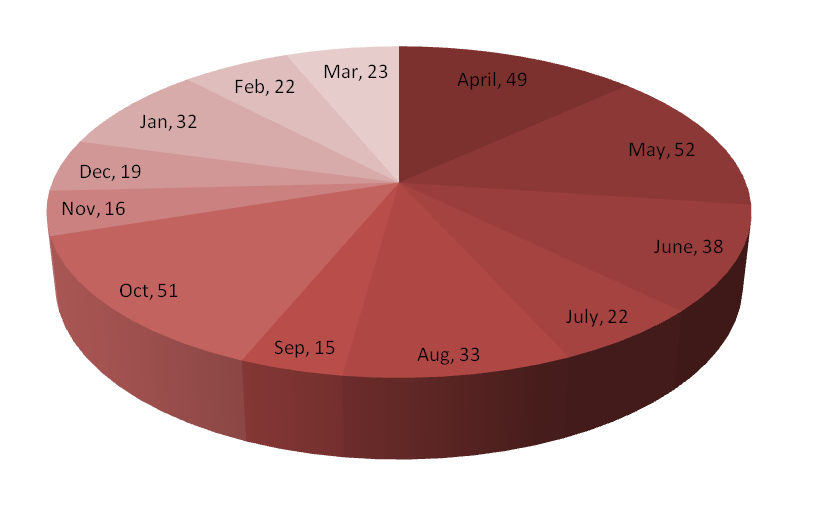 Mar, 23
April, 49
Feb, 22
Jan, 32
May, 52
Dec, 19
Nov, 16
June, 38
Oct, 51
July, 22
Sep, 15
Aug, 33